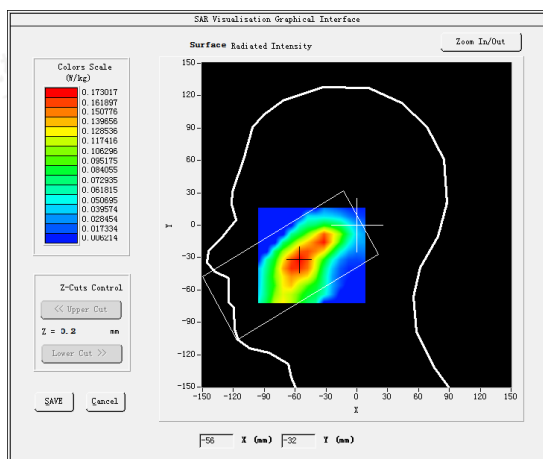 SAR Visualisation Graphical Interface
Surface Radiated Intensity
Zoom In/Out
Colors Scale
(W/kg)
0.173017
0.161897
0.150776
0.139656
0.128536
0.117416
0.106296
0.095175
0.084055
0.072935
0.061815
0.050695
0.039574
0.028454
0.017334
0.006214
Z-Cuts Control
<< Upper Cut
Z = 0.2 mm
Lower Cut >>
SAVE Cancel
150
120
90
60
30
0
-30
-60
-90
-120
-150
Y
-150 -120 -90 -60 -30 0 30 60 90 120 150
X
-56 X (mm) -32 Y (mm)